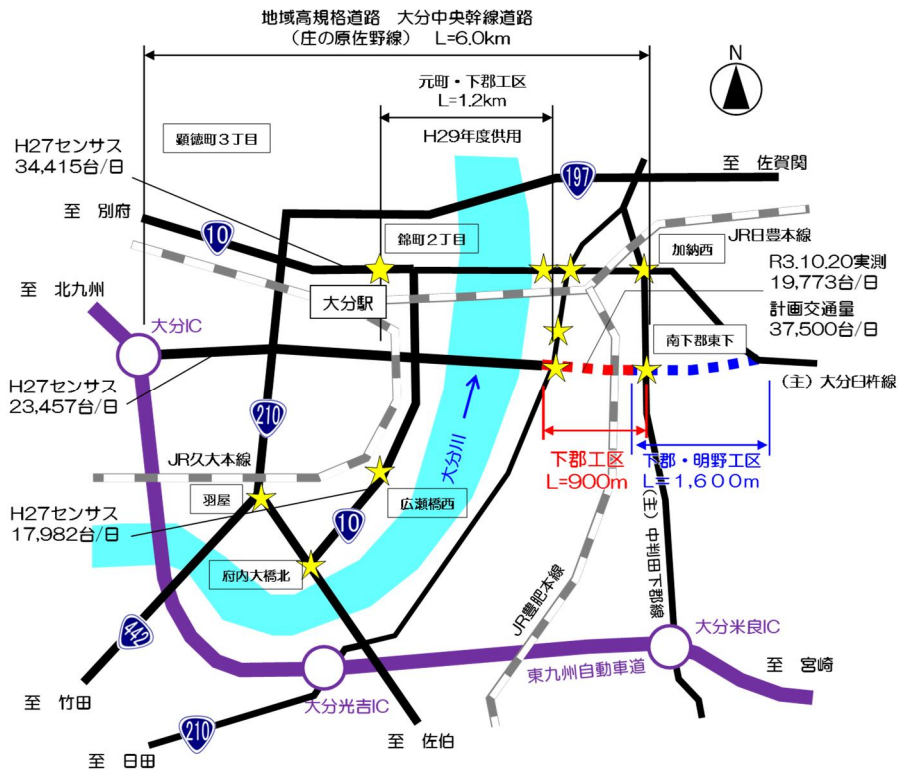 地域高規格道路　大分中央幹線道路
（庄の原佐野線）　L=6.0km
元町・下郡工区
L=1.2km
H29年度供用
N
顕徳町３丁目
H27センサス
34,415台/日
至　佐賀関
197
至　別府
10
錦町２丁目
加納西
JR日豊本線
R3.10.20実測
19,773台/日
計画交通量
37,500台/日
至　北九州
大分駅
大分IC
南下郡東下
（主）大分臼杵線
H27センサス
23,457台/日
210
大分川
JR久大本線
下郡工区
L=900m
下郡・明野工区
L=1,600m
羽屋
広瀬橋西
H27センサス
17,982台/日
10
（主）中判田下郡線
府内大橋北
JR豊肥本線
442
大分米良IC
至　宮崎
東九州自動車道
至　竹田
大分光吉IC
210
至　佐伯
至　日田